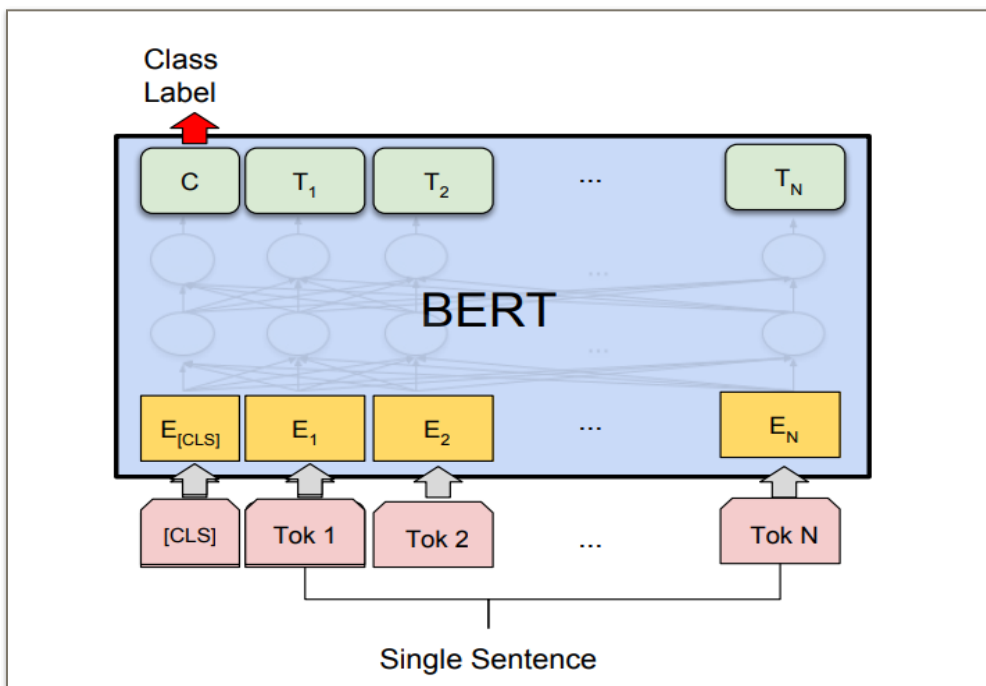 Class
Label
C T1 T2 ... TN
...
BERT
...
E[CLS] E1 E2 ... EN
[CLS] Tok 1 Tok 2 ... Tok N
Single Sentence